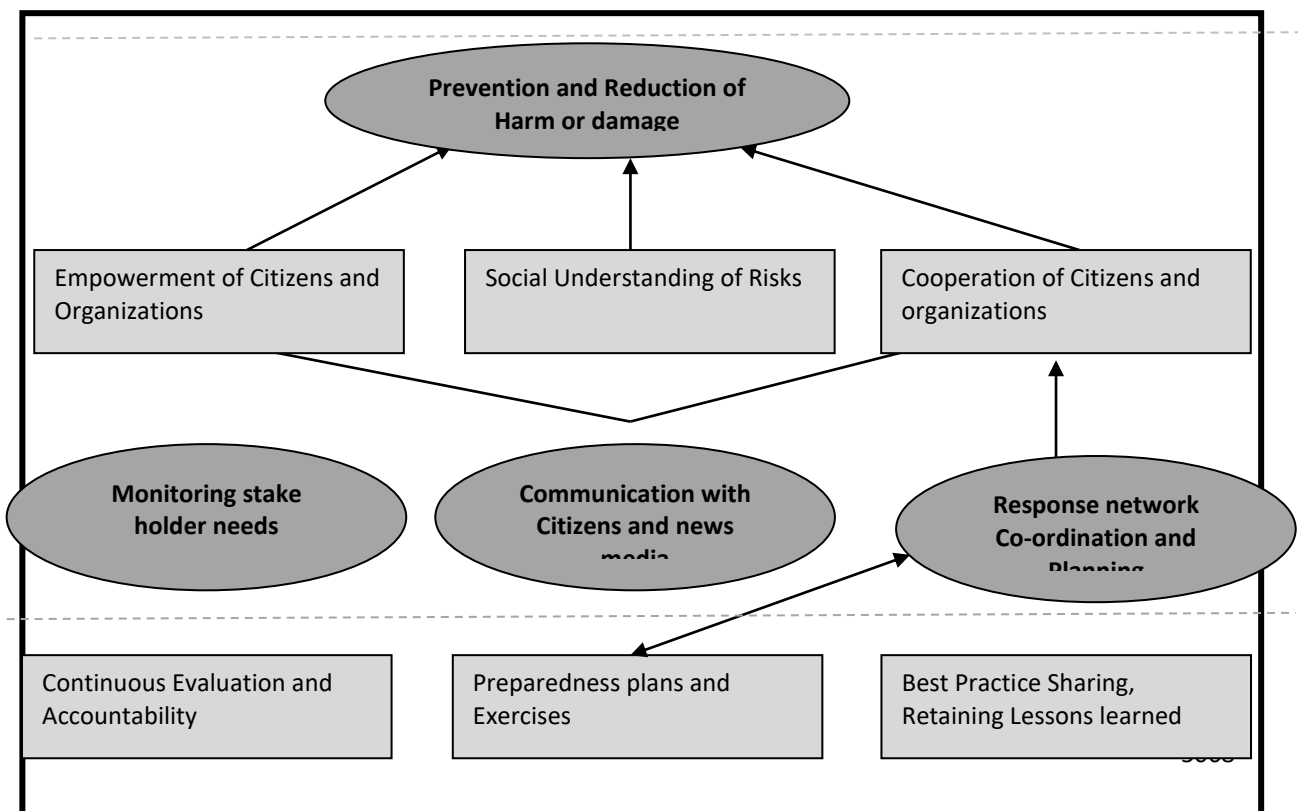 Prevention and Reduction of
Harm or damage
Empowerment of Citizens and
Organizations
Social Understanding of Risks
Cooperation of Citizens and
organizations
Monitoring stake
holder needs
Communication with
Citizens and news
media
Response network
Co-ordination and
Planning
Continuous Evaluation and
Accountability
Preparedness plans and
Exercises
Best Practice Sharing,
Retaining Lessons learned